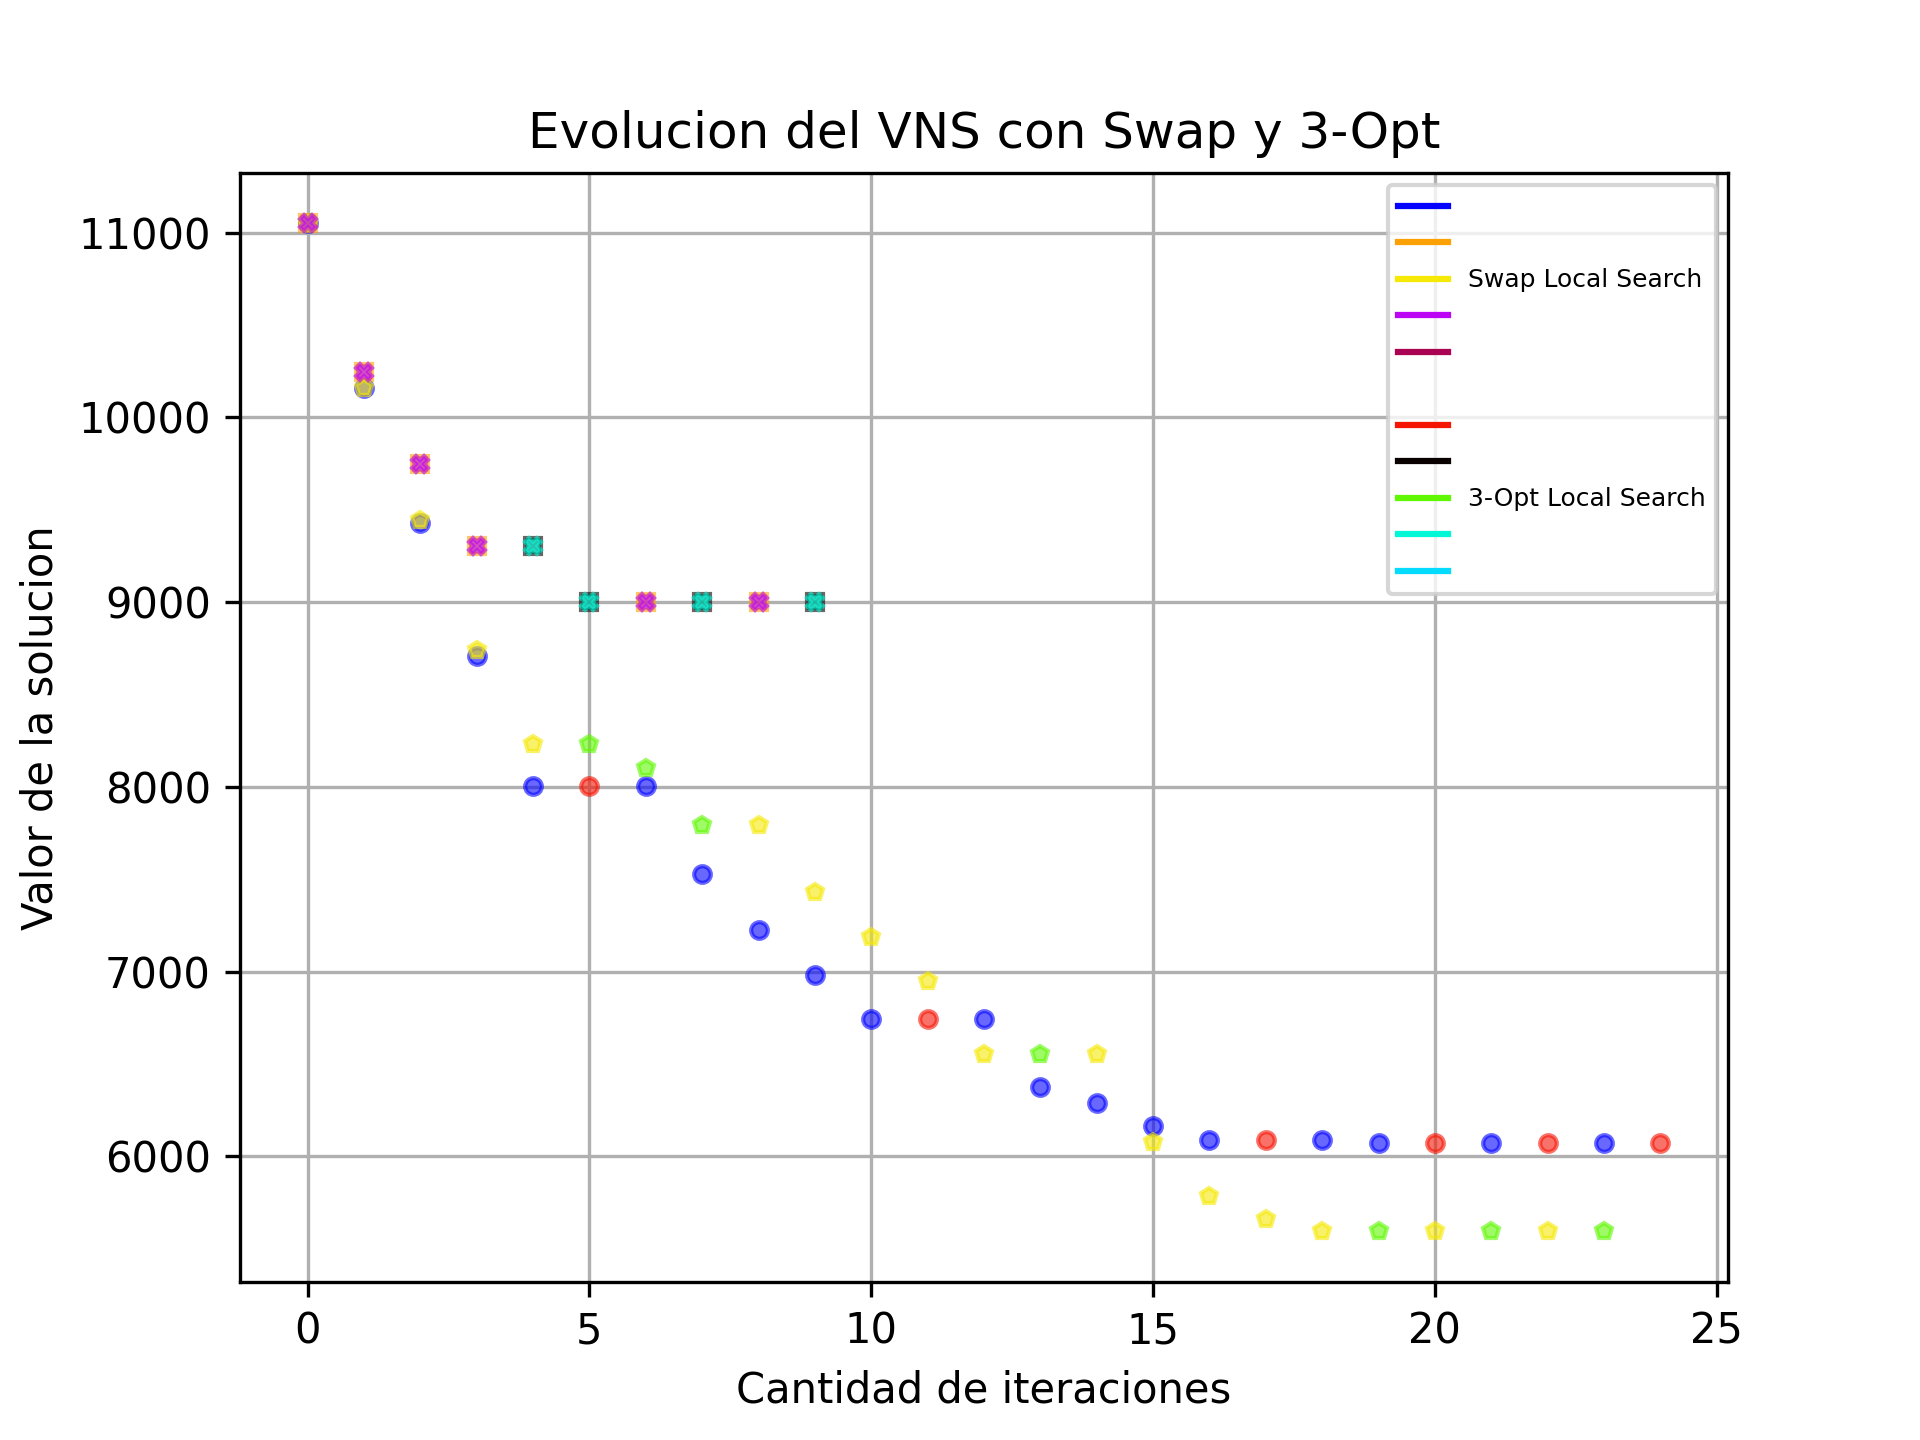 Evolucion del VNS con Swap y 3-Opt
Valor de la solucion
11000
10000
9000
8000
7000
6000
Swap Local Search
3-Opt Local Search
0 5 10 15 20 25
Cantidad de iteraciones